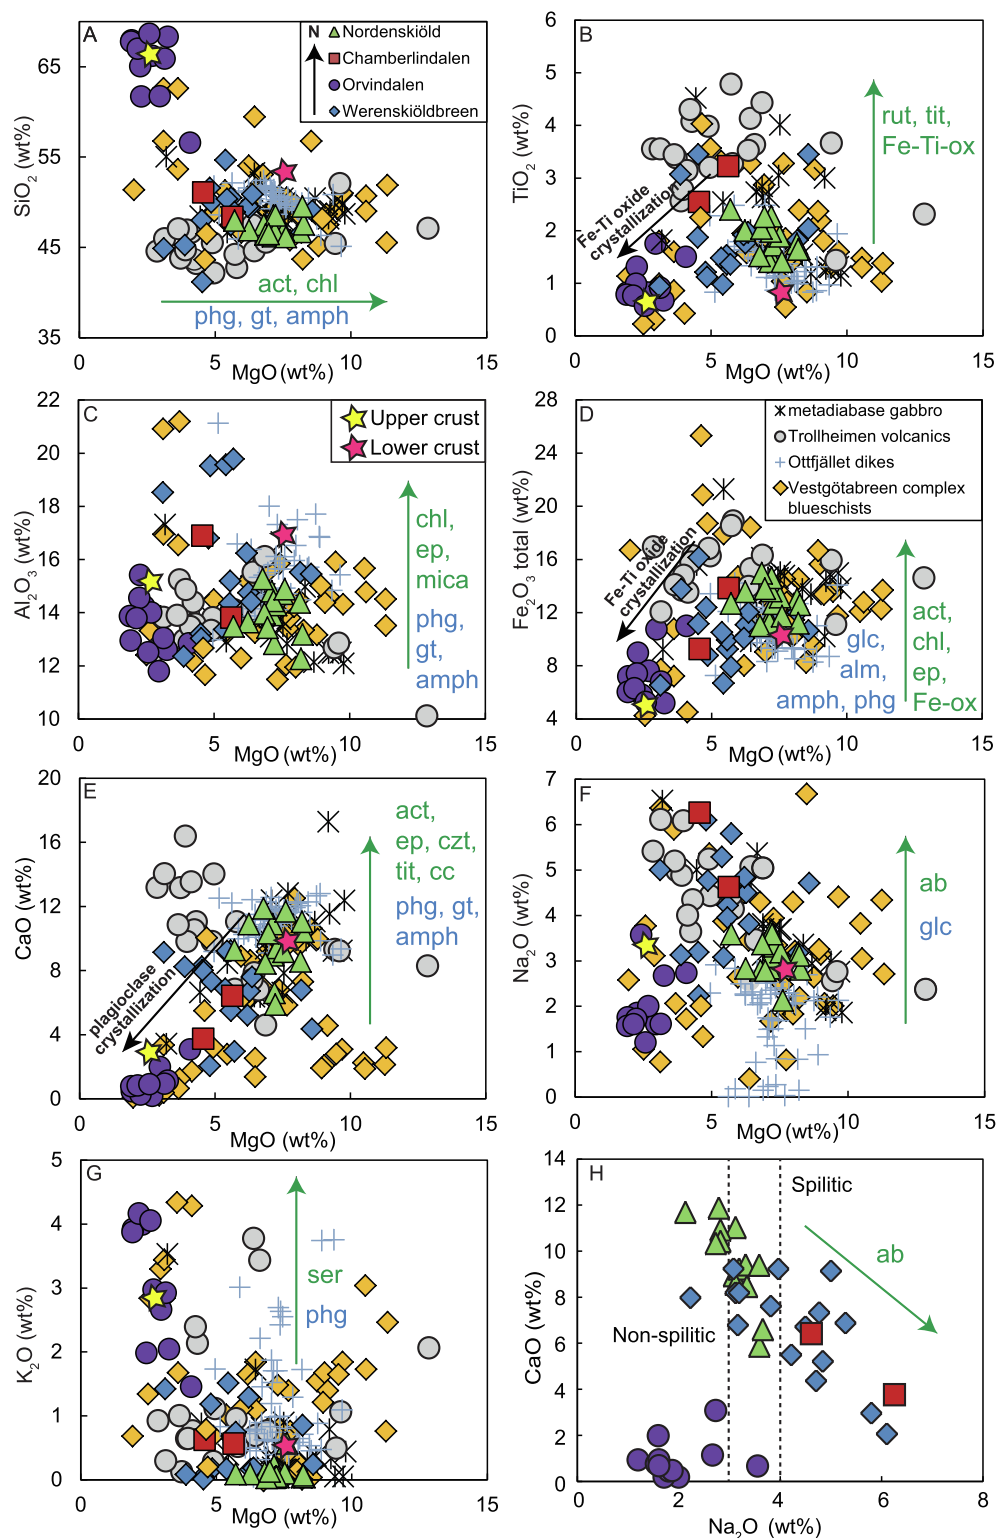 A
N
Nordenskiöld
Chamberlindalen
Orvindalen
Werenskiöldbreen
SiO2 (wt%)
65
55
45
35
act, chl
phg, gt, amph
0 5 10 15
MgO (wt%)
B
TiO2 (wt%)
6
5
4
3
2
1
0
rut, tit,
Fe-Ti-ox
Fe-Ti oxide
crystallization
0 5 10 15
MgO (wt%)
C
Upper crust
Lower crust
Al2O3 (wt%)
22
20
18
16
14
12
10
chl,
ep,
mica
phg,
gt,
amph
0 5 10 15
MgO (wt%)
D
metadiabase gabbro
Trollheimen volcanics
Ottfjället dikes
Vestgötabreen complex
blueschists
Fe2O3 total (wt%)
28
24
20
16
12
8
4
Fe-Ti oxide
crystallization
glc,
alm,
amph, phg
act,
chl,
ep,
Fe-ox
0 5 10 15
MgO (wt%)
E
CaO (wt%)
20
16
12
8
4
0
act,
ep, czt,
tit, cc
phg, gt,
amph
plagioclase
crystallization
0 5 10 15
MgO (wt%)
F
Na2O (wt%)
7
6
5
4
3
2
1
0
ab
glc
0 5 10 15
MgO (wt%)
G
K2O (wt%)
5
4
3
2
1
0
ser
phg
0 5 10 15
MgO (wt%)
H
Spilitic
Non-spilitic
ab
CaO (wt%)
14
12
10
8
6
4
2
0
0 2 4 6 8
Na2O (wt%)